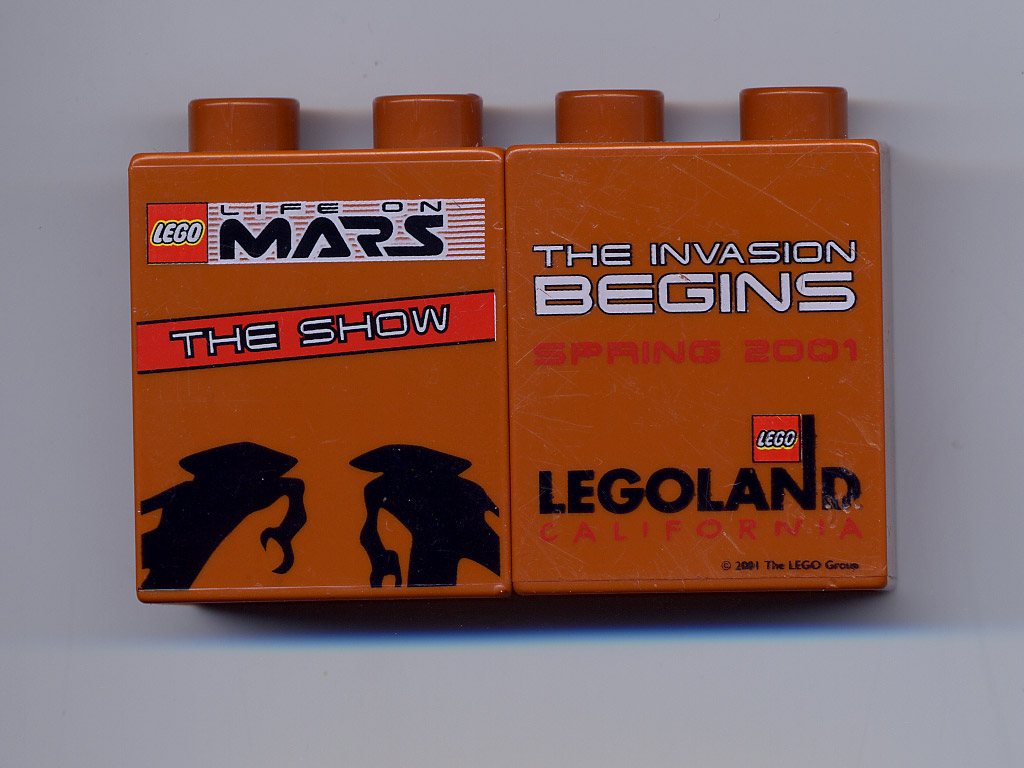 LEGO
LIFE ON
MARS
THE SHOW
THE INVASION
BEGINS
SPRING 2001
LEGO
LEGOLAND
CALIFORNIA
© 2001 The LEGO Group